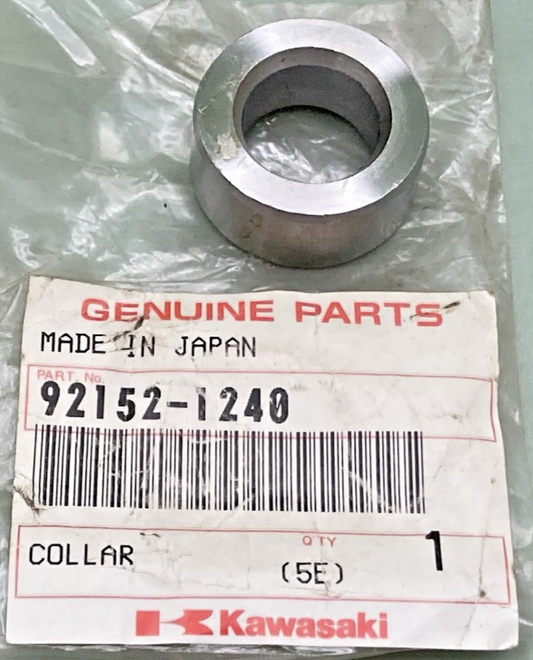 GENUINE PARTS
MADE IN JAPAN
PART No.
92152-1240
COLLAR
QTY
(5E)
1
Kawasaki